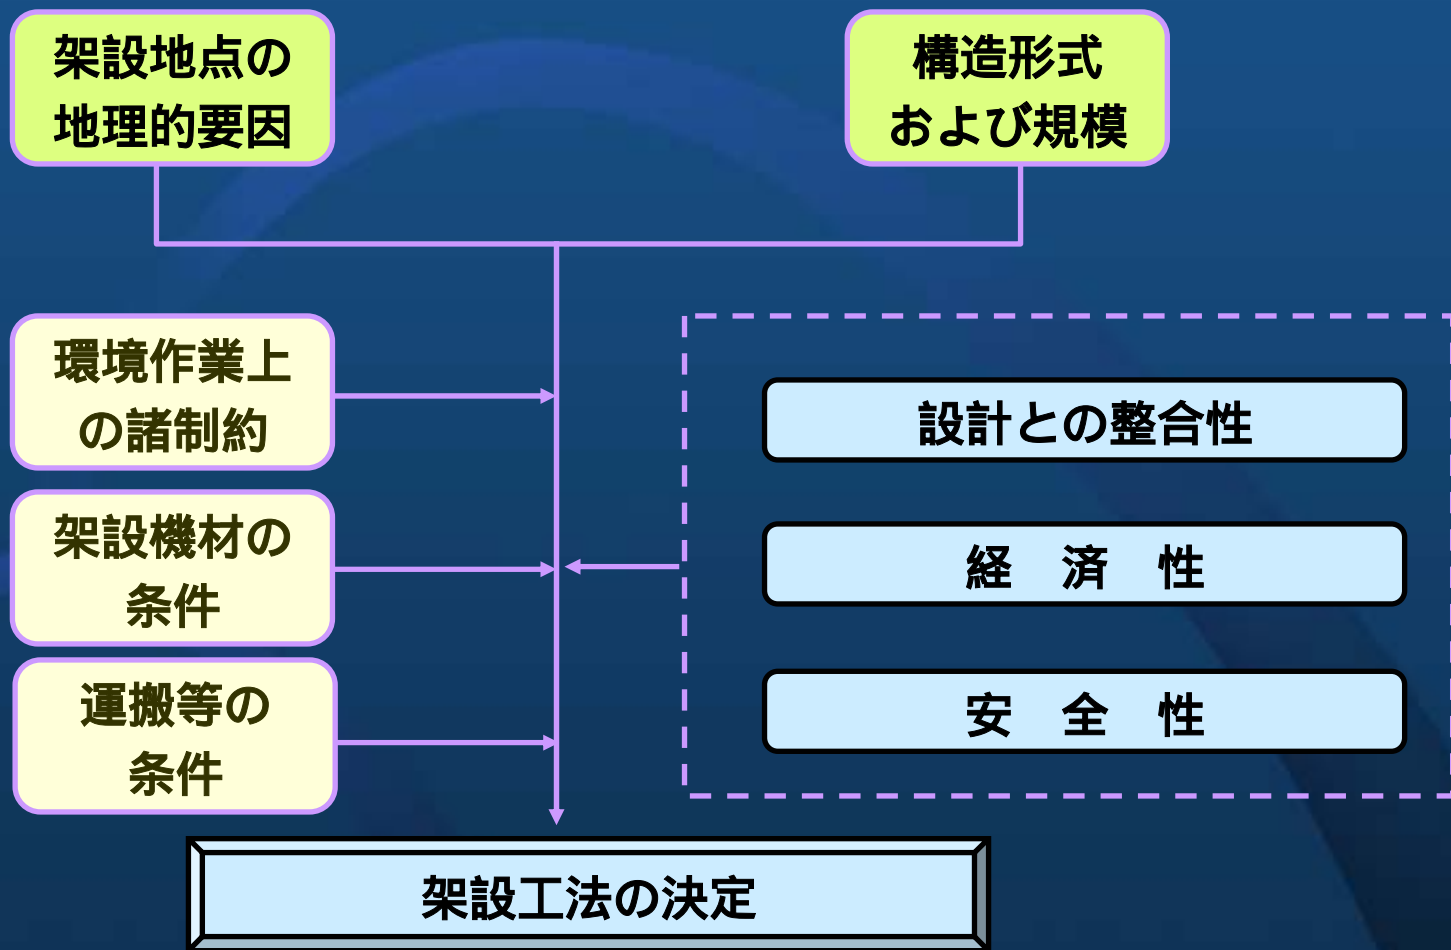 架設地点の
地理的要因
構造形式
および規模
環境作業上
の諸制約
架設機材の
条件
運搬等の
条件
設計との整合性
経　済　性
安　全　性
架設工法の決定